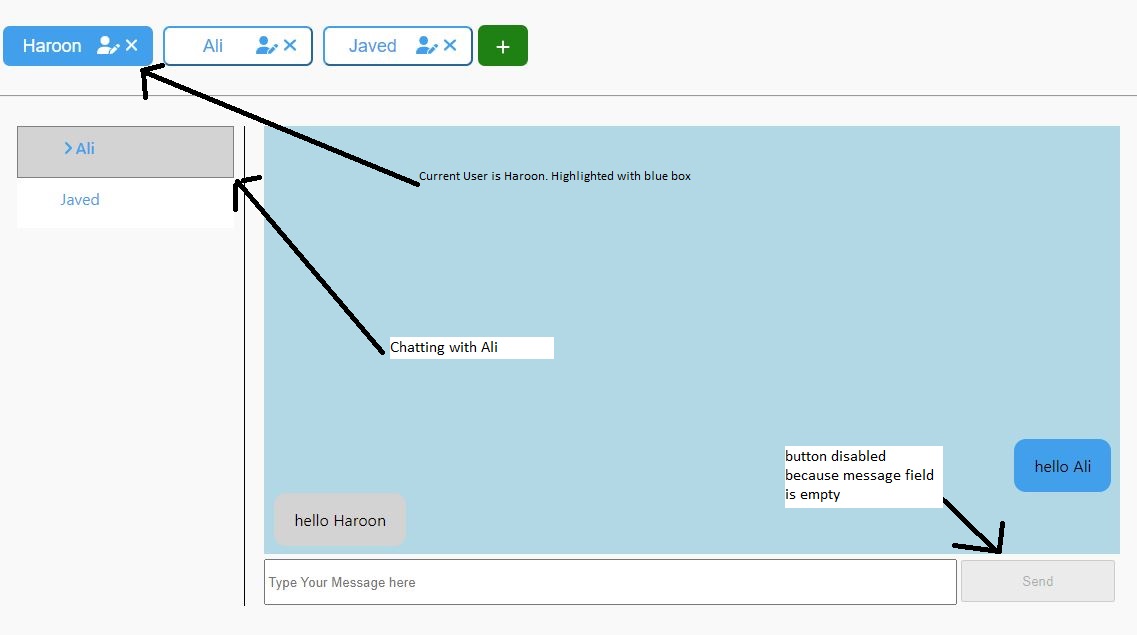 Haroon
Ali
Javed
+
Ali
Javed
Current User is Haroon. Highlighted with blue box
Chatting with Ali
button disabled
because message field
is empty
hello Ali
hello Haroon
Type Your Message here
Send